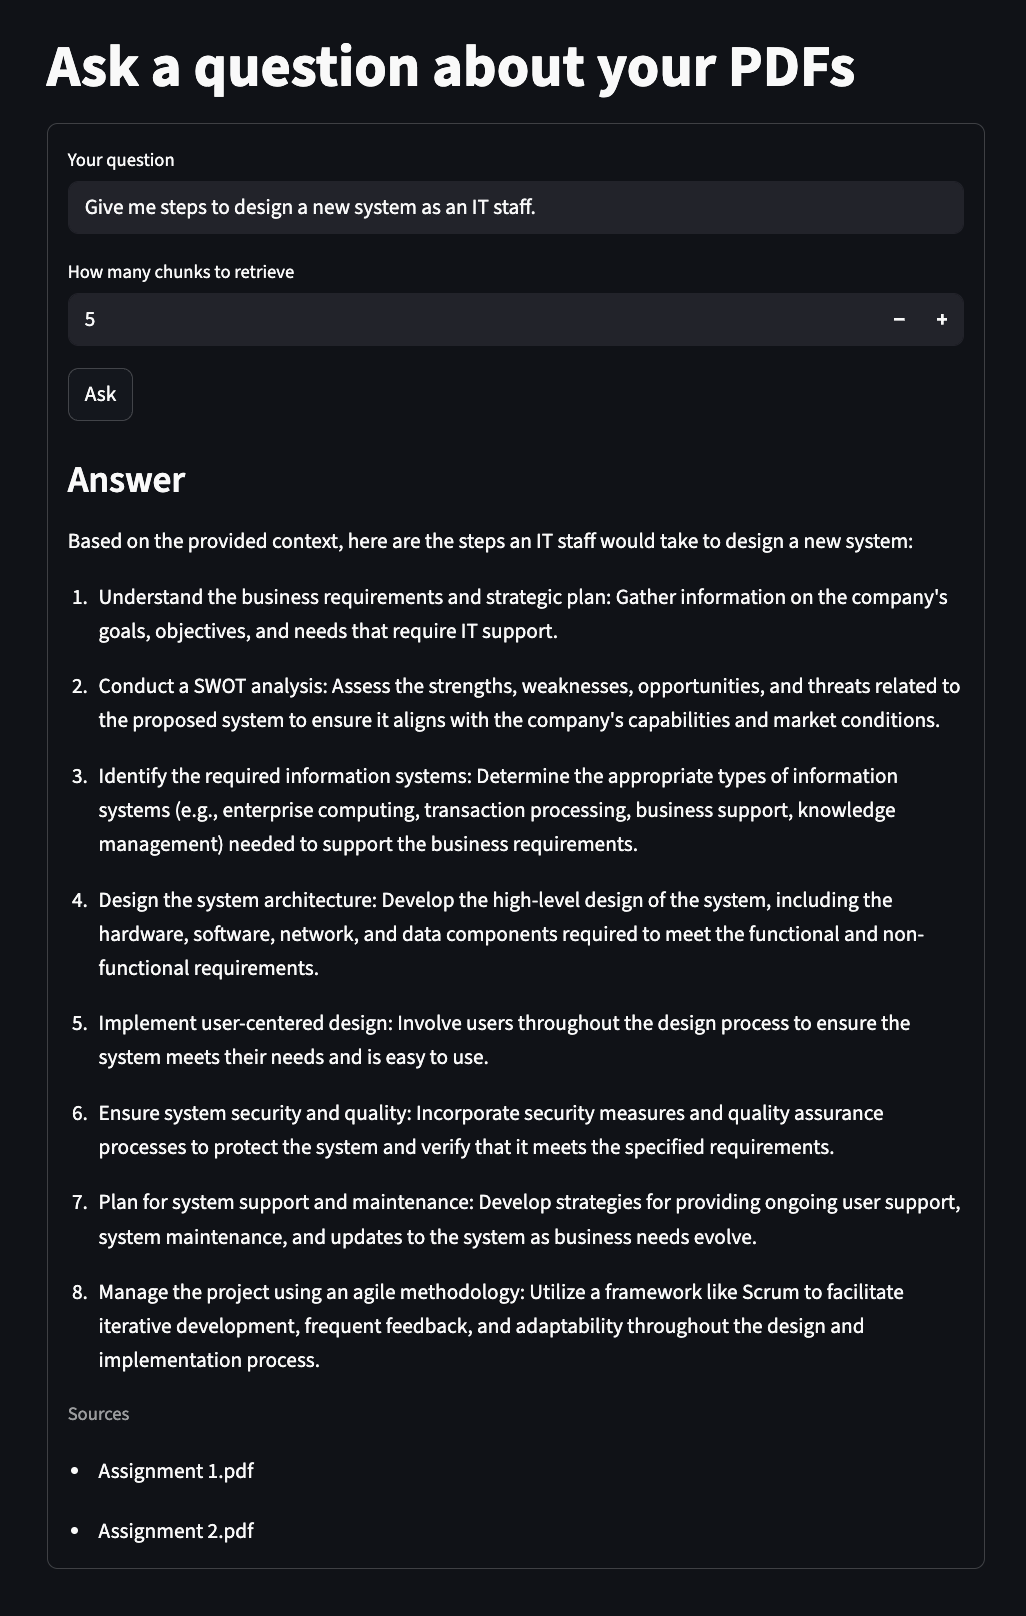 Ask a question about your PDFs
Your question
Give me steps to design a new system as an IT staff.
How many chunks to retrieve
5 − +
Ask
Answer
Based on the provided context, here are the steps an IT staff would take to design a new system:
1. Understand the business requirements and strategic plan: Gather information on the company's
goals, objectives, and needs that require IT support.
2. Conduct a SWOT analysis: Assess the strengths, weaknesses, opportunities, and threats related to
the proposed system to ensure it aligns with the company's capabilities and market conditions.
3. Identify the required information systems: Determine the appropriate types of information
systems (e.g., enterprise computing, transaction processing, business support, knowledge
management) needed to support the business requirements.
4. Design the system architecture: Develop the high-level design of the system, including the
hardware, software, network, and data components required to meet the functional and non-
functional requirements.
5. Implement user-centered design: Involve users throughout the design process to ensure the
system meets their needs and is easy to use.
6. Ensure system security and quality: Incorporate security measures and quality assurance
processes to protect the system and verify that it meets the specified requirements.
7. Plan for system support and maintenance: Develop strategies for providing ongoing user support,
system maintenance, and updates to the system as business needs evolve.
8. Manage the project using an agile methodology: Utilize a framework like Scrum to facilitate
iterative development, frequent feedback, and adaptability throughout the design and
implementation process.
Sources
• Assignment 1.pdf
• Assignment 2.pdf